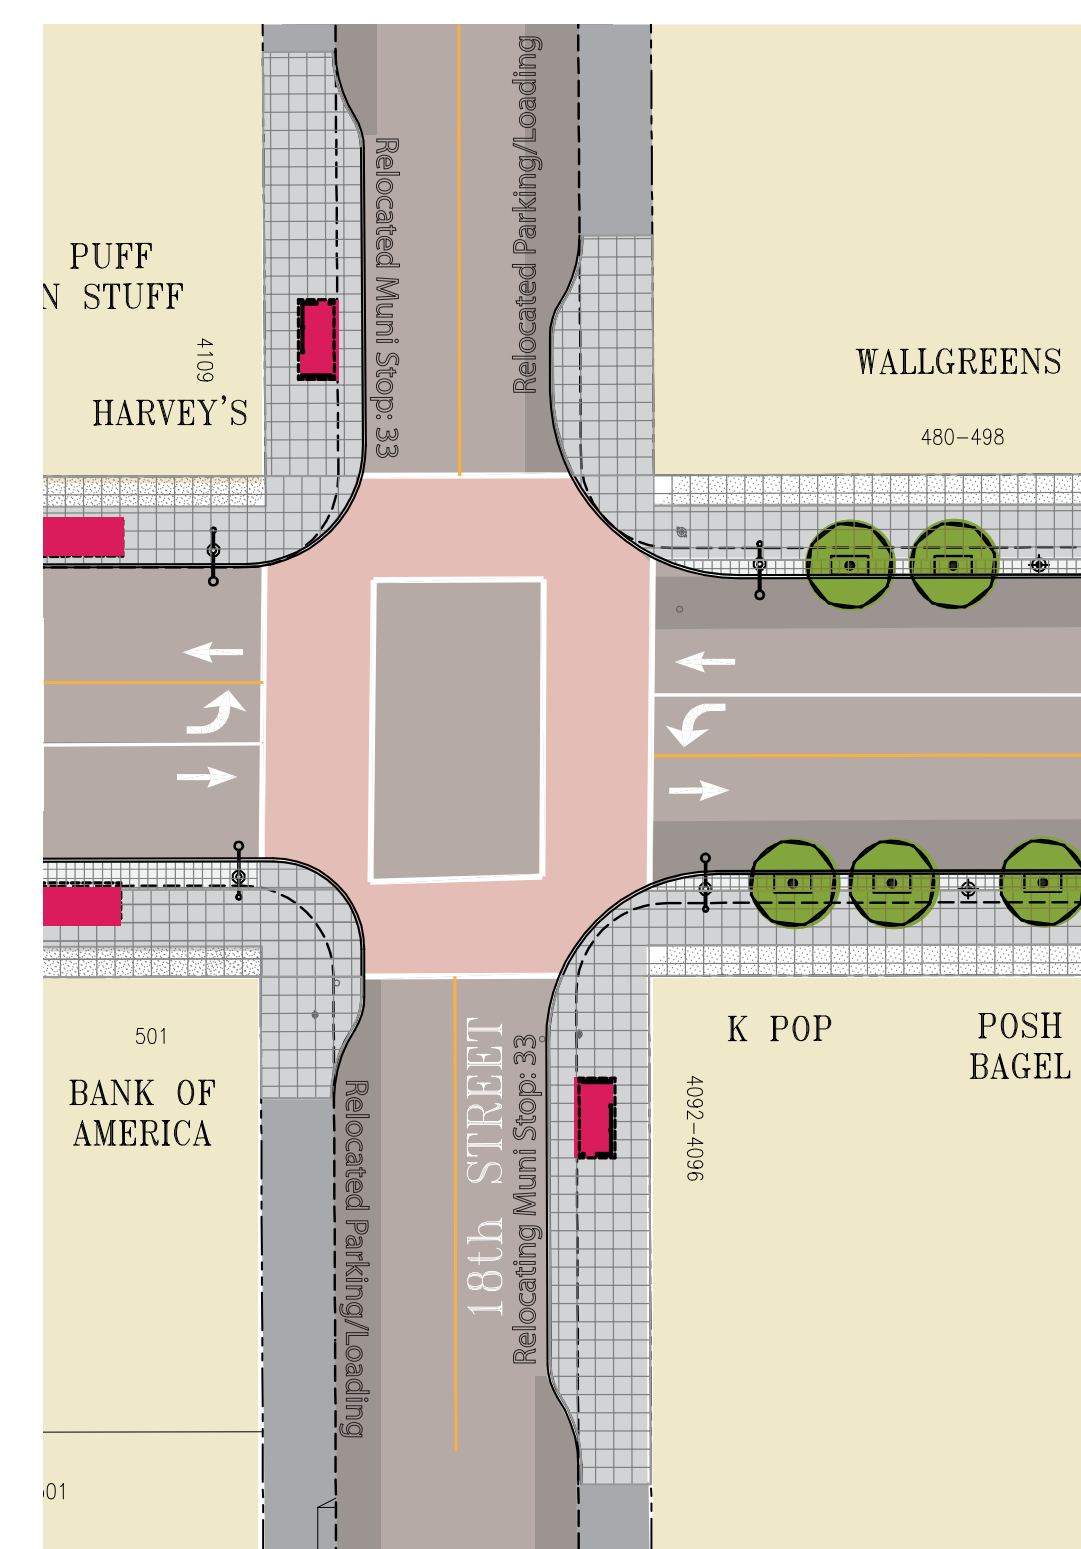 Relocated Parking/Loading
Relocated Muni Stop: 33
PUFF
N STUFF
4109
HARVEY'S
WALLGREENS
480-498
501
BANK OF
AMERICA
18th STREET
Relocating Muni Stop: 33
Relocated Parking/Loading
K POP
POSH
BAGEL
4092-4096